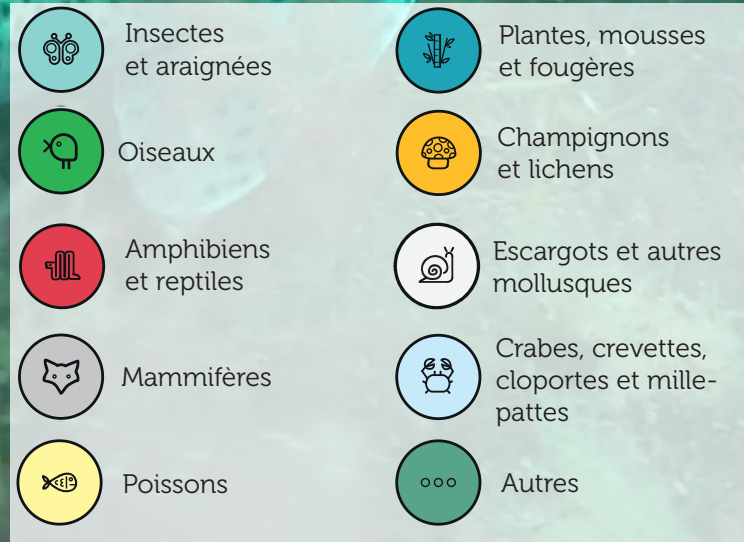 Insectes
et araignées
Oiseaux
Amphibiens
et reptiles
Mammifères
Poissons
Plantes, mousses
et fougères
Champignons
et lichens
Escargots et autres
mollusques
Crabes, crevettes,
cloportes et mille-
pattes
Autres